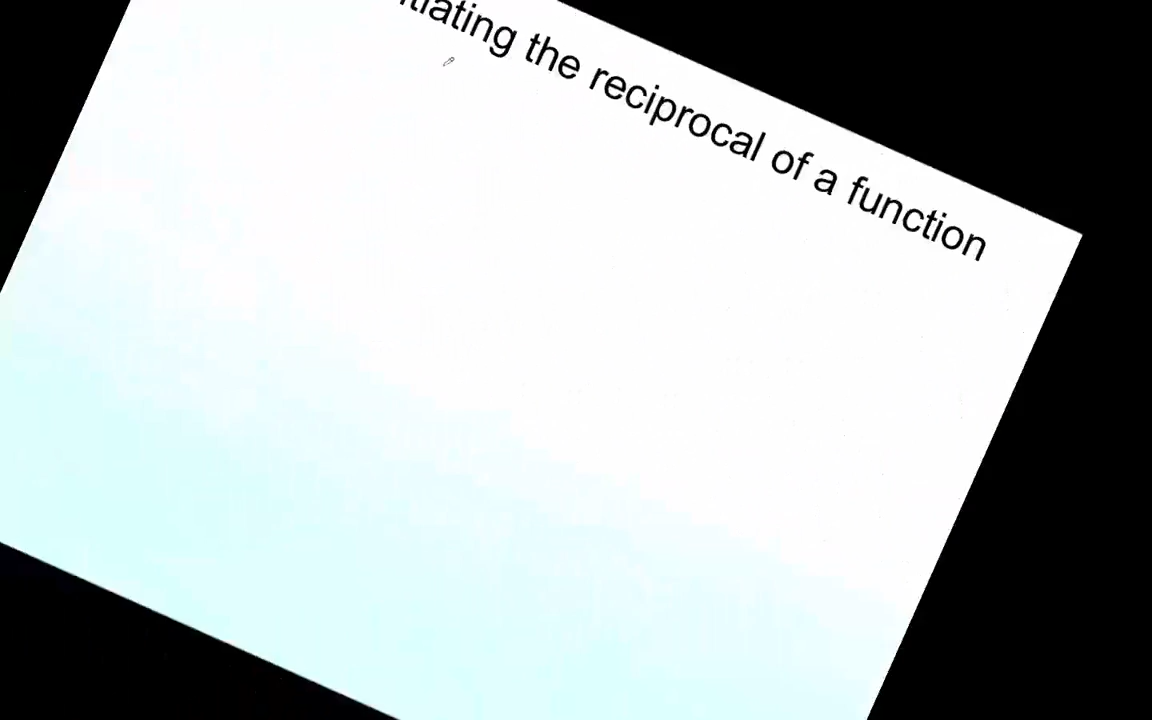 the reciprocal of a function